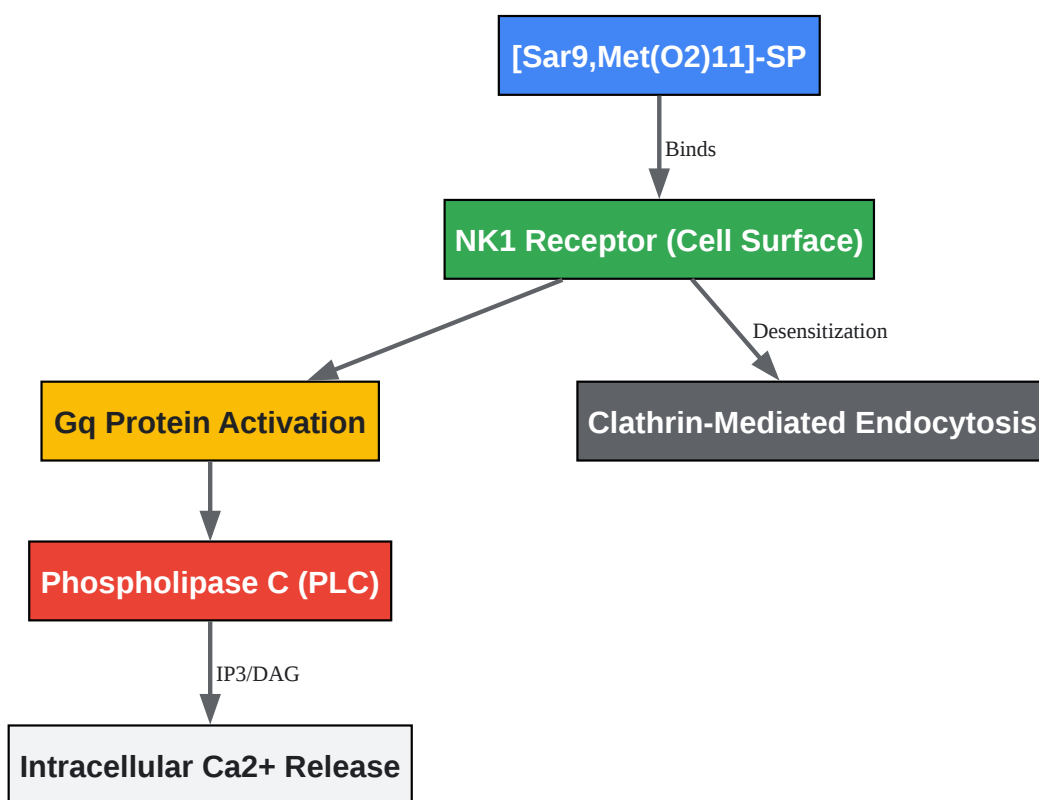 [Sar9,Met(O2)11]-SP
Binds
NK1 Receptor (Cell Surface)
Desensitization
Gq Protein Activation
Clathrin-Mediated Endocytosis
Phospholipase C (PLC)
IP3/DAG
Intracellular Ca2+ Release